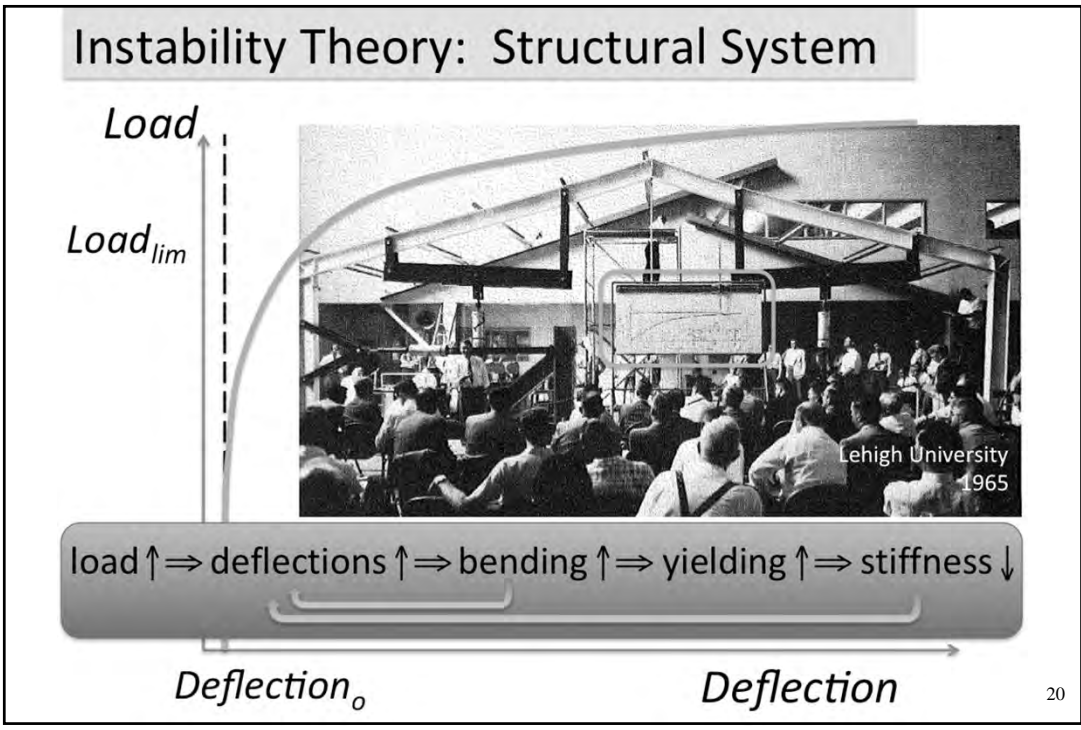 Instability Theory:  Structural System
Load
Load_lim
Lehigh University
1965
load ↑⇒ deflections ↑⇒ bending ↑⇒ yielding ↑⇒ stiffness ↓
Deflection_o
Deflection
20